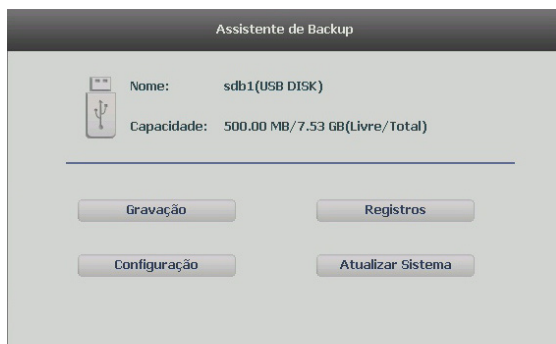 Assistente de Backup
Nome: sdb1(USB DISK)
Capacidade: 500.00 MB/7.53 GB(Livre/Total)
Gravação Registros
Configuração Atualizar Sistema